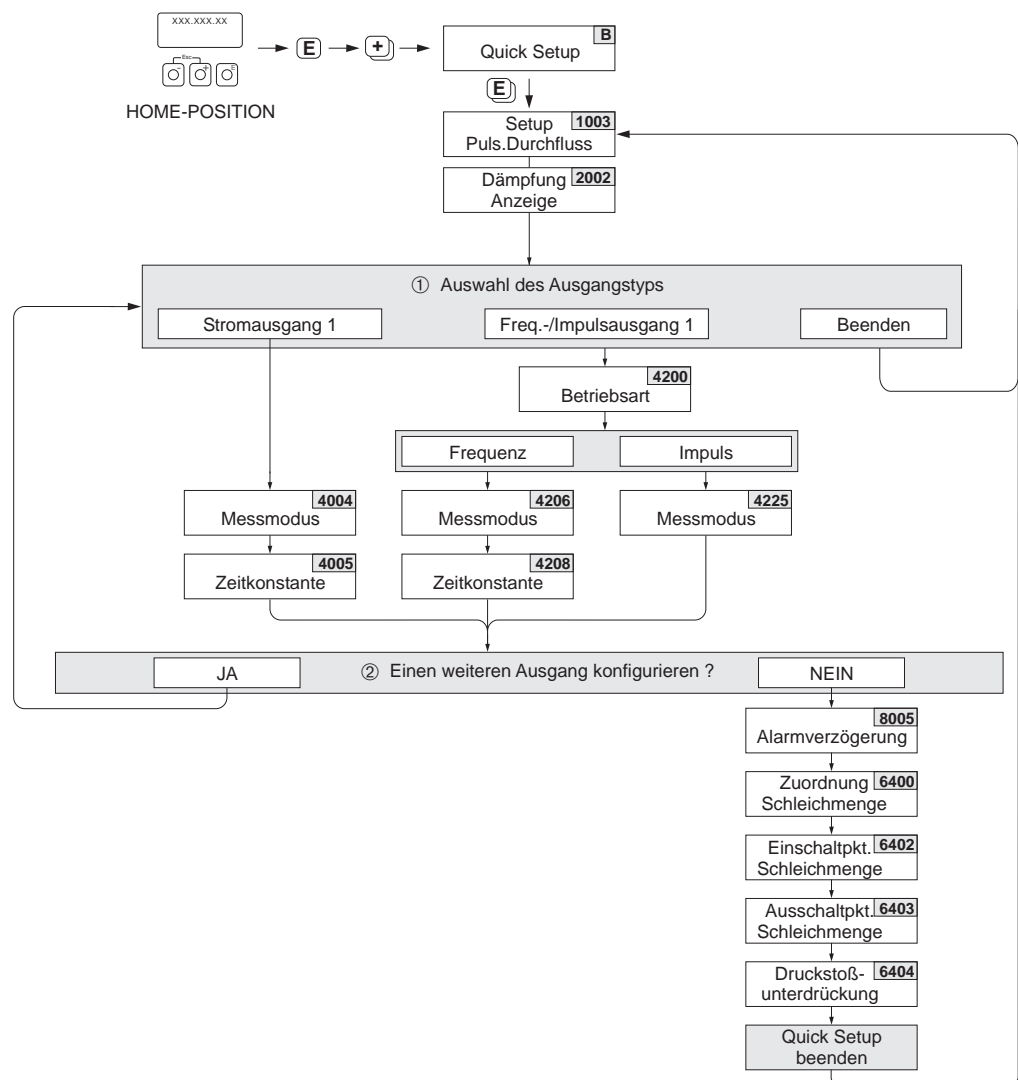 xxx.xxx.xx
Esc
- + E
HOME-POSITION
E
+
B
Quick Setup
E
1003
Setup
Puls.Durchfluss
2002
Dämpfung
Anzeige
① Auswahl des Ausgangstyps
Stromausgang 1
Freq.-/Impulsausgang 1
Beenden
4200
Betriebsart
Frequenz
Impuls
4004
Messmodus
4206
Messmodus
4225
Messmodus
4005
Zeitkonstante
4208
Zeitkonstante
JA
② Einen weiteren Ausgang konfigurieren ?
NEIN
8005
Alarmverzögerung
6400
Zuordnung
Schleichmenge
6402
Einschaltpkt.
Schleichmenge
6403
Ausschaltpkt.
Schleichmenge
6404
Druckstoß-
unterdrückung
Quick Setup
beenden